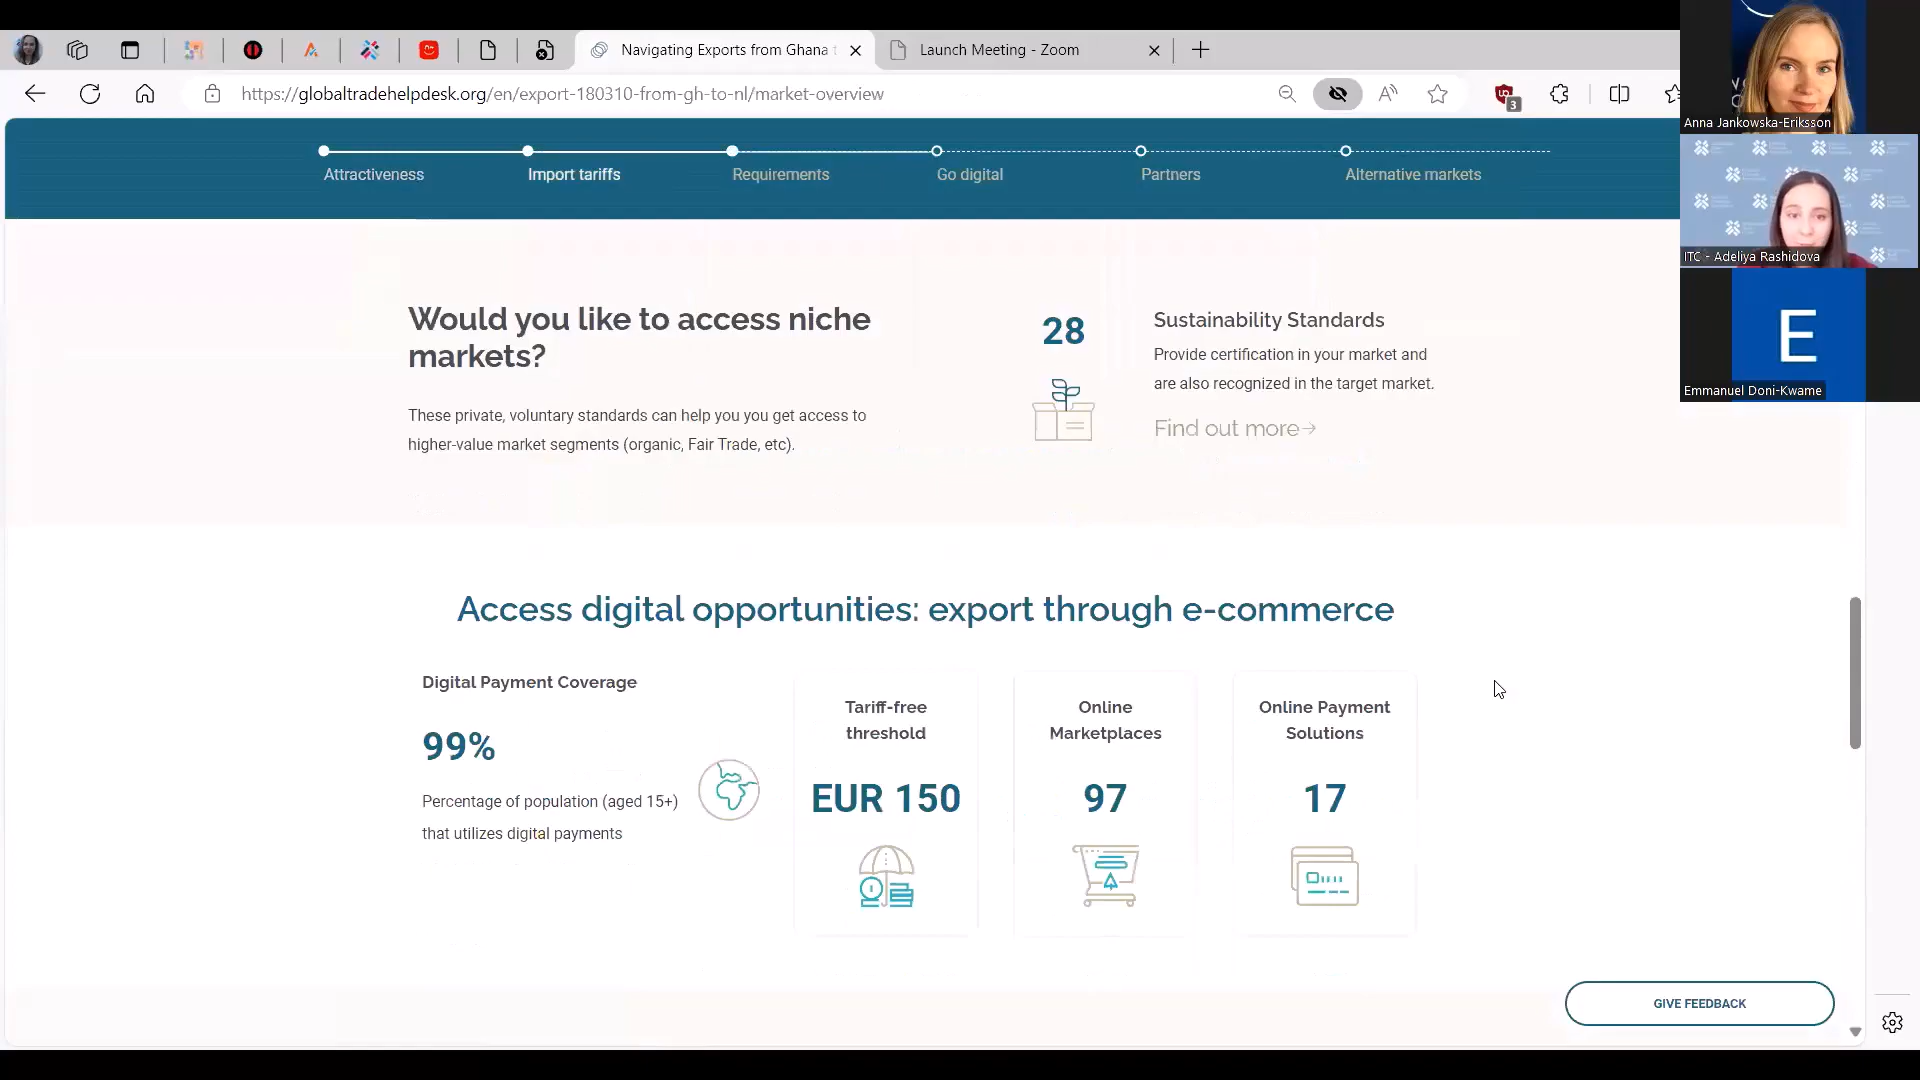 Navigating Exports from Ghana t
Launch Meeting - Zoom
https://globaltradehelpdesk.org/en/export-180310-from-gh-to-nl/market-overview
3
Anna Jankowska-Eriksson
ITC - Adeliya Rashidova
E
Emmanuel Doni-Kwame
Attractiveness
Import tariffs
Requirements
Go digital
Partners
Alternative markets
Would you like to access niche
markets?
These private, voluntary standards can help you you get access to
higher-value market segments (organic, Fair Trade, etc).
28
Sustainability Standards
Provide certification in your market and
are also recognized in the target market.
Find out more→
Access digital opportunities: export through e-commerce
Digital Payment Coverage
99%
Percentage of population (aged 15+)
that utilizes digital payments
Tariff-free
threshold
EUR 150
Online
Marketplaces
97
Online Payment
Solutions
17
GIVE FEEDBACK